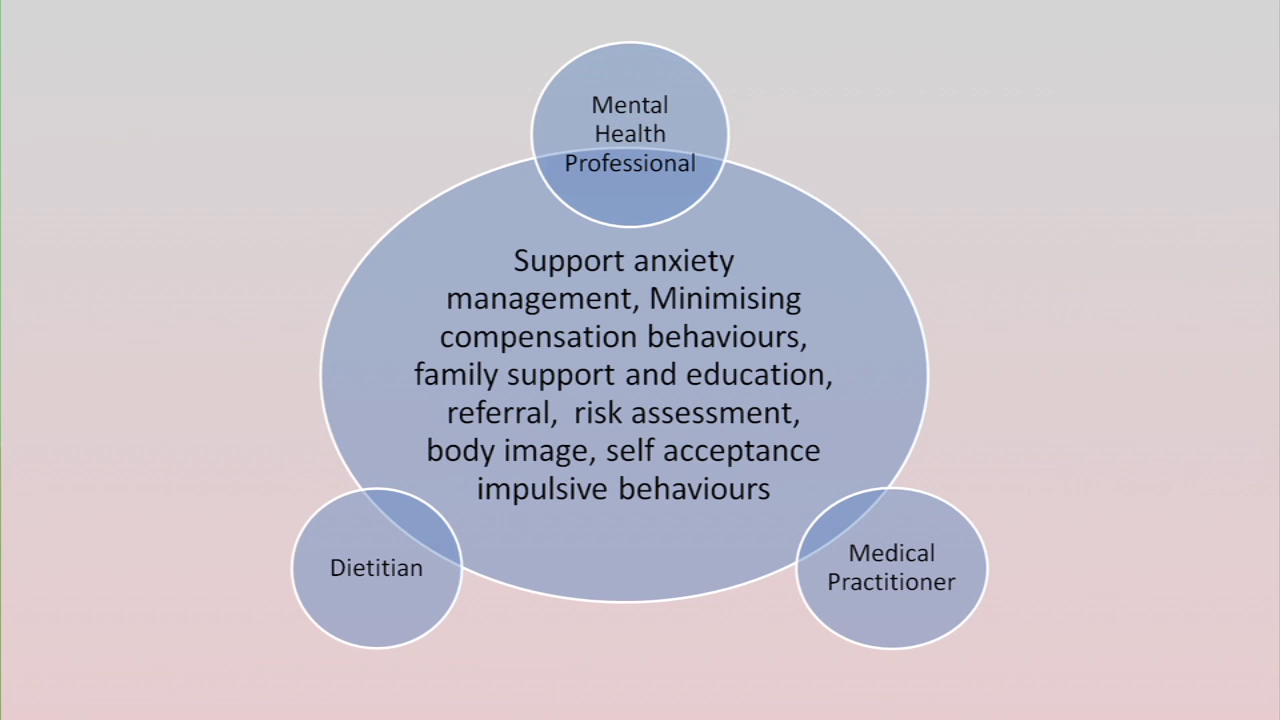 Mental
Health
Professional
Support anxiety
management, Minimising
compensation behaviours,
family support and education,
referral,  risk assessment,
body image, self acceptance
impulsive behaviours
Dietitian
Medical
Practitioner